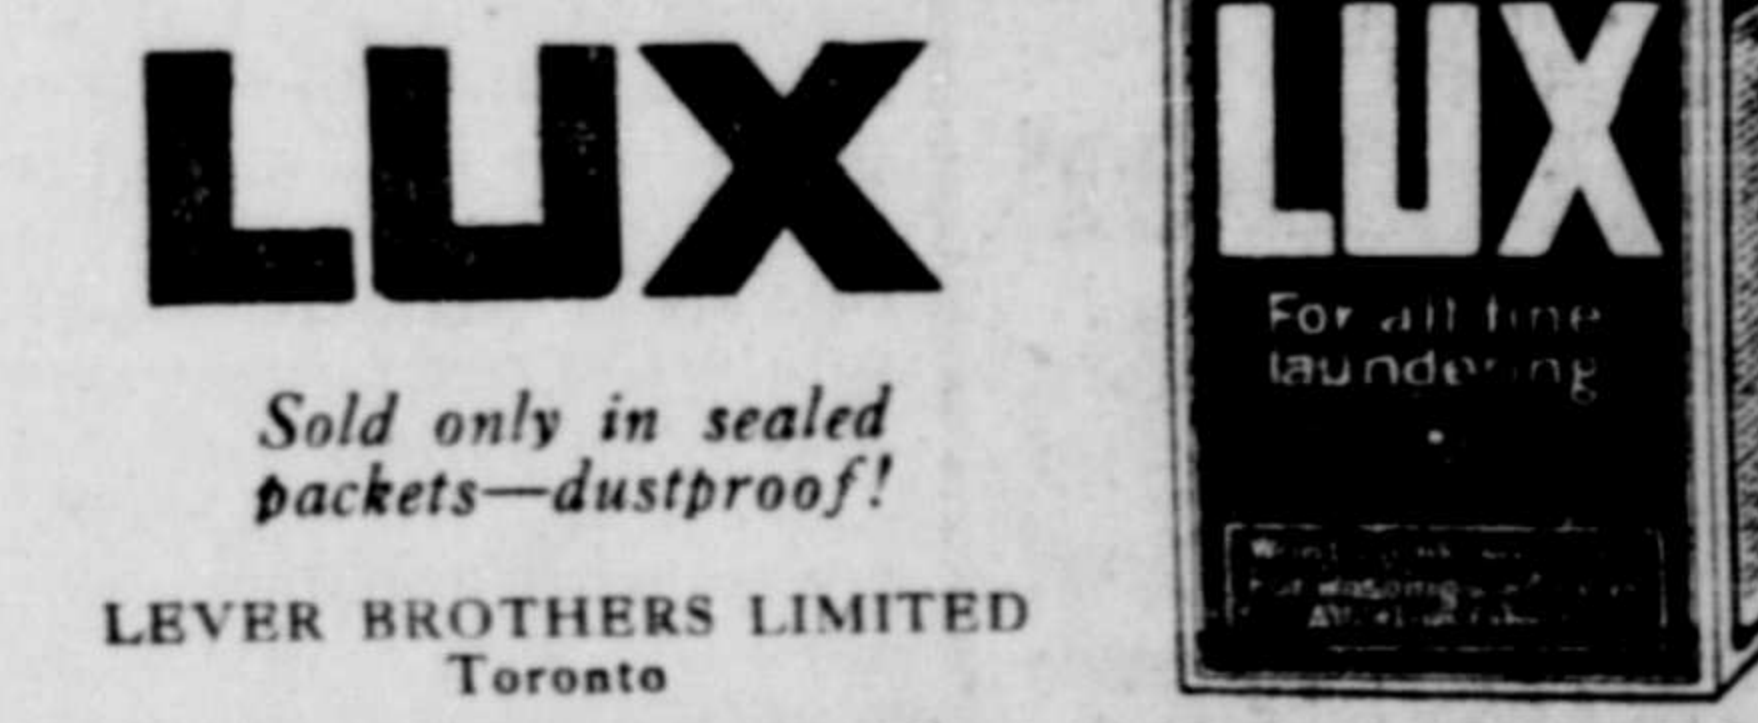 LUX
Sold only in sealed
packets—dustproof!
LEVER BROTHERS LIMITED
Toronto
LUX
For all fine
laundering